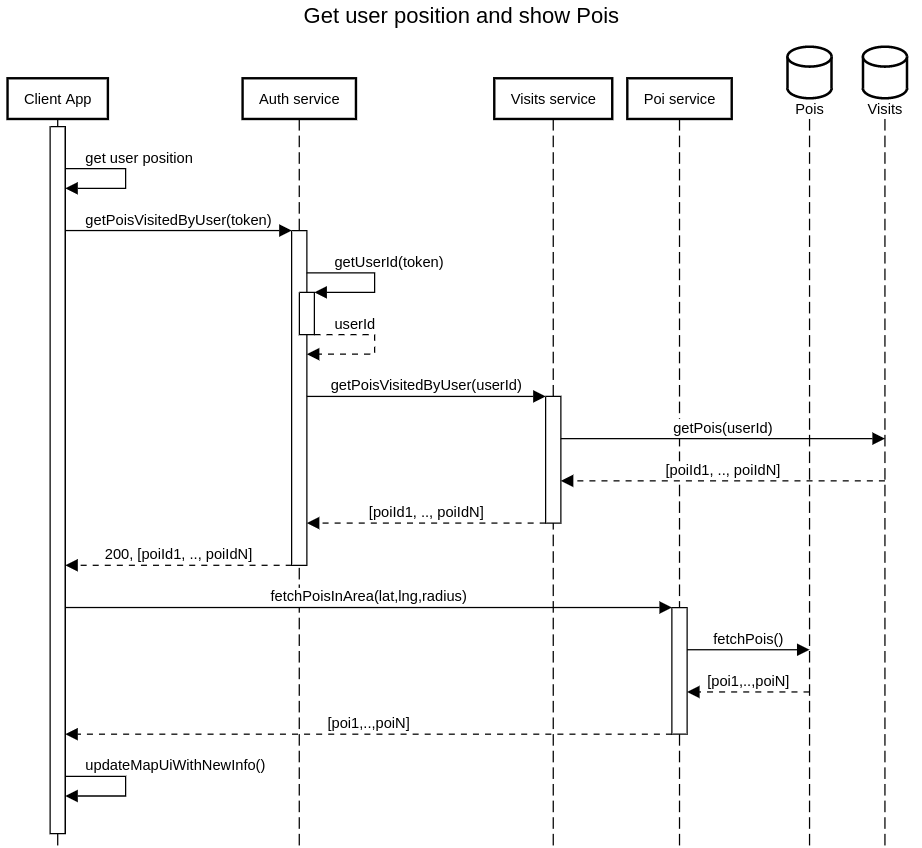 Get user position and show Pois
Client App
Auth service
Visits service
Poi service
Pois
Visits
get user position
getPoisVisitedByUser(token)
getUserId(token)
userId
getPoisVisitedByUser(userId)
getPois(userId)
[poiId1, .., poiIdN]
[poiId1, .., poiIdN]
200, [poiId1, .., poiIdN]
fetchPoisInArea(lat,lng,radius)
fetchPois()
[poi1,..,poiN]
[poi1,..,poiN]
updateMapUiWithNewInfo()